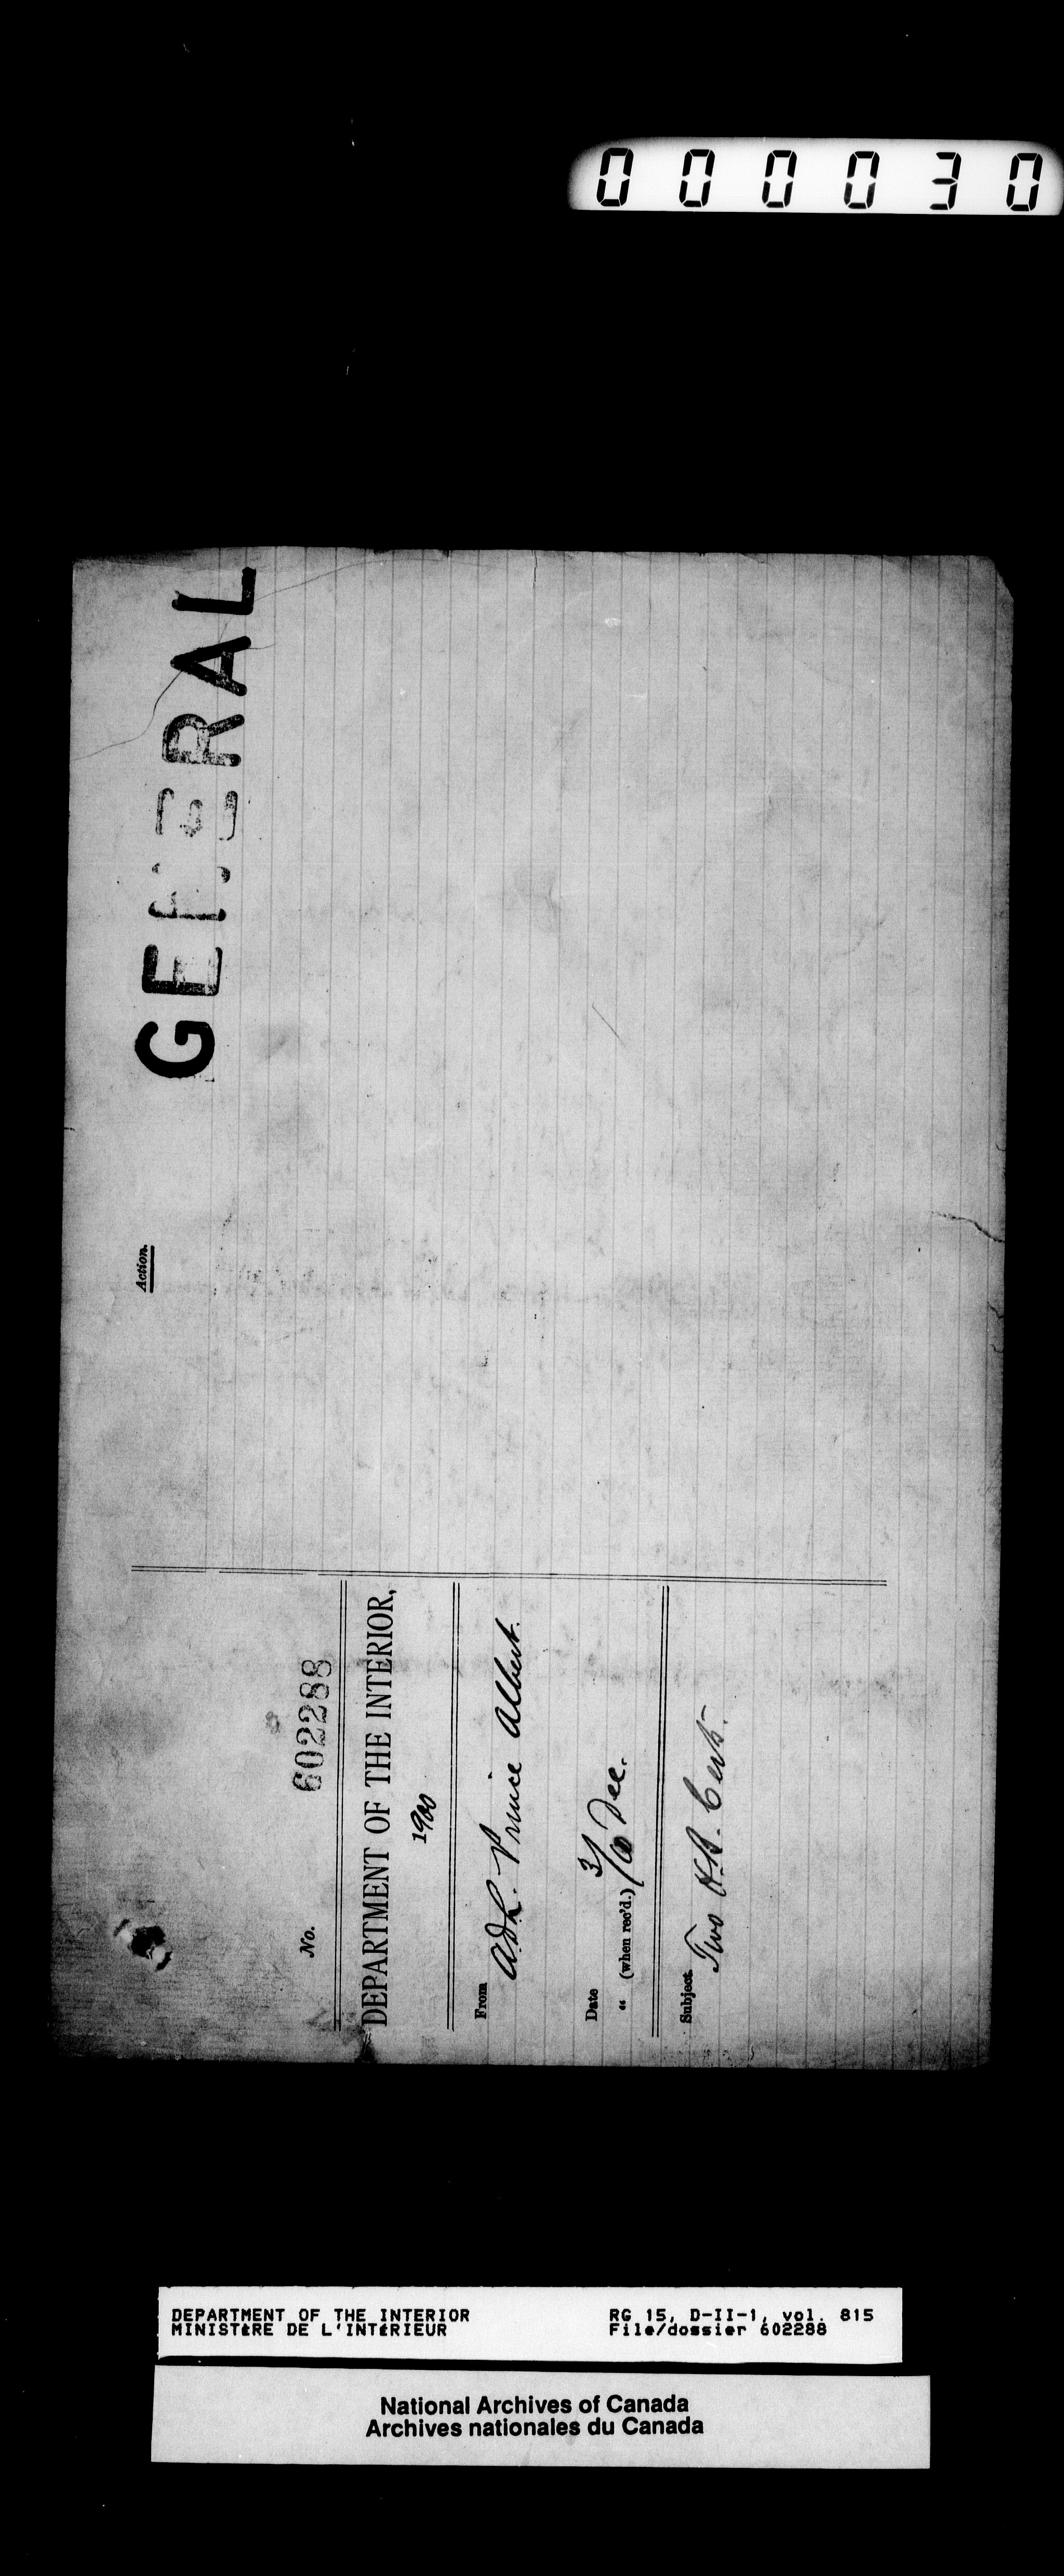 000030
GENERAL
Action.
No. 602288
DEPARTMENT OF THE INTERIOR,
1900
From A.D.L. Prince Albert.
Date 3/
" (when rec'd.) /00 Dec.
Subject Two H.B. Certs.
DEPARTMENT OF THE INTERIOR
MINISTÈRE DE L'INTÉRIEUR
RG 15, D-II-1, vol. 815
File/dossier 602288
National Archives of Canada
Archives nationales du Canada